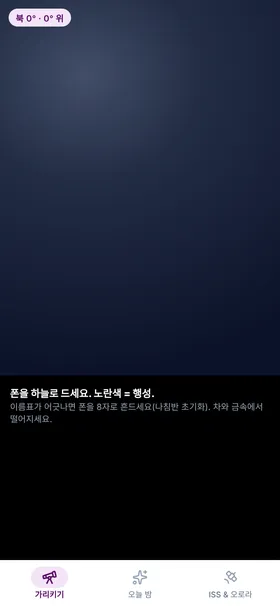 북 0° · 0° 위
폰을 하늘로 드세요. 노란색 = 행성.
이름표가 어긋나면 폰을 8자로 흔드세요(나침반 초기화). 차와 금속에서
떨어지세요.
가리키기
오늘 밤
ISS & 오로라